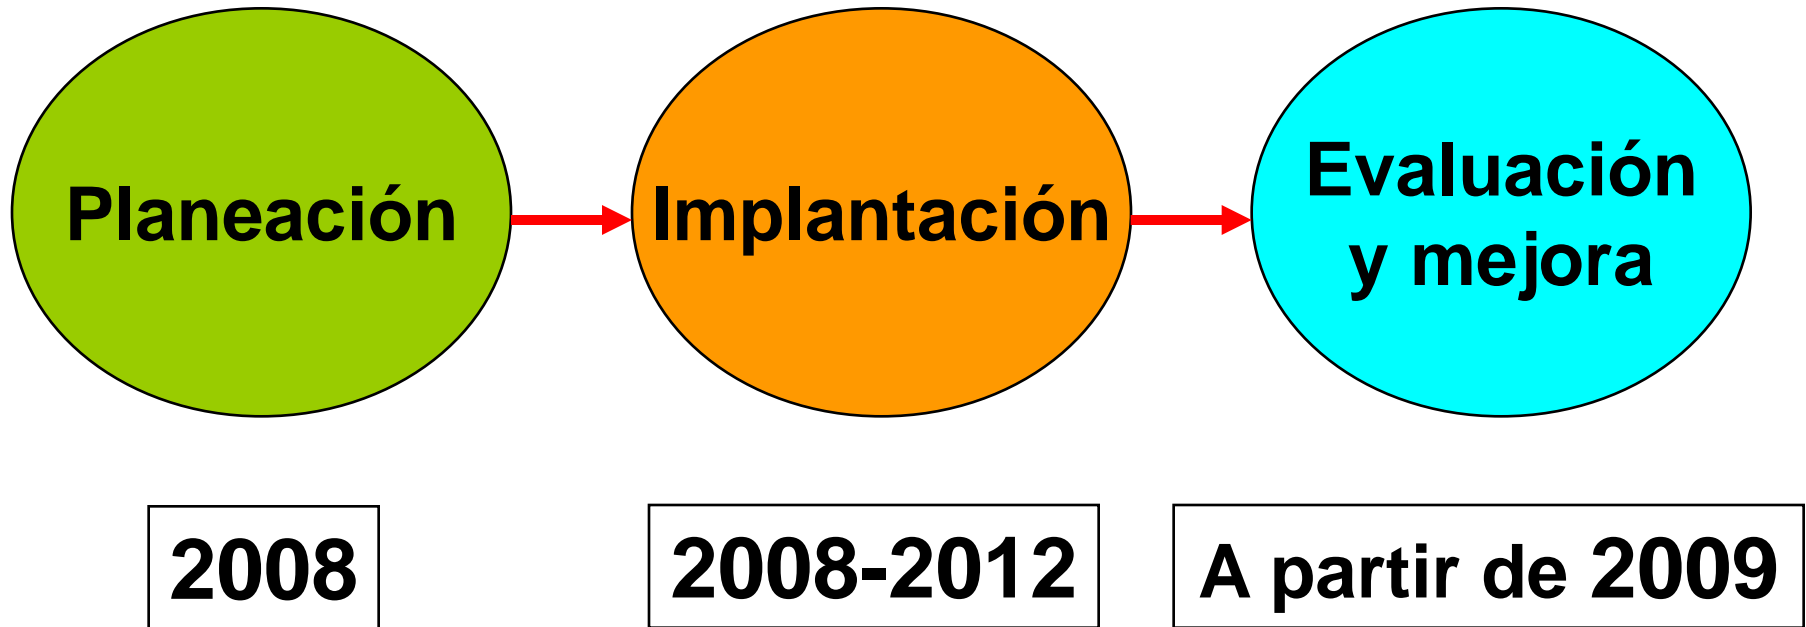 Planeación
Implantación
Evaluación
y mejora
2008
2008-2012
A partir de 2009